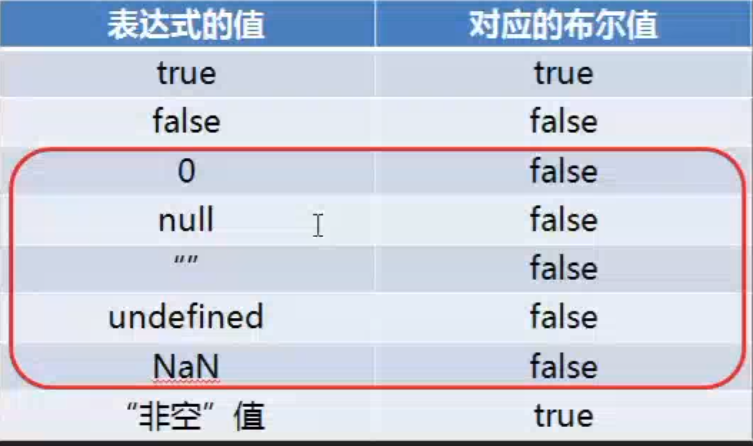 表达式的值 对应的布尔值
true true
false false
0 false
null false
“” false
undefined false
NaN false
“非空”值 true